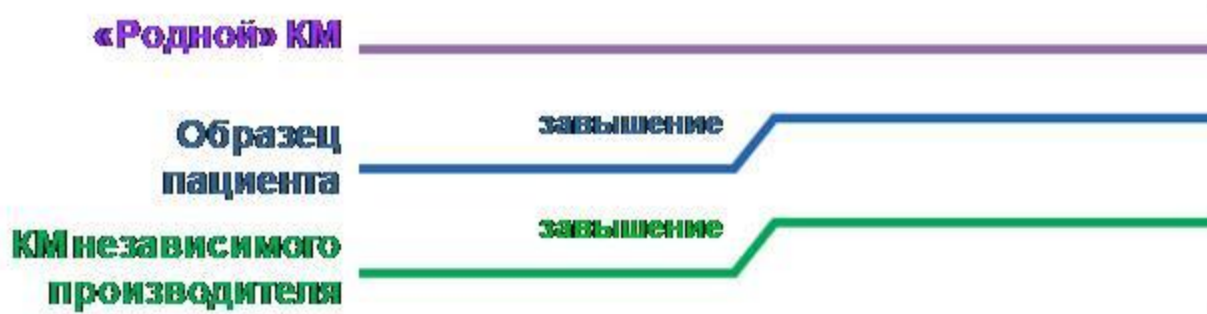 «Родной» КМ
завышение
Образец
пациента
завышение
КМ независимого
производителя